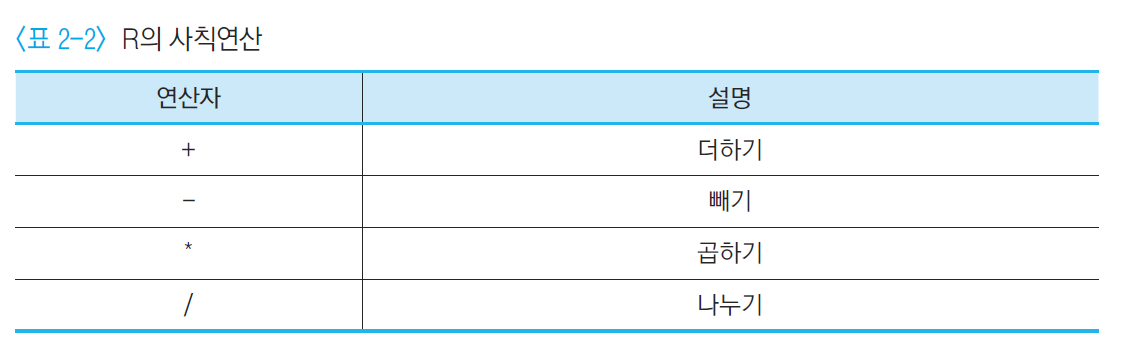 〈표 2-2〉 R의 사칙연산
연산자 설명
+ 더하기
- 빼기
* 곱하기
/ 나누기